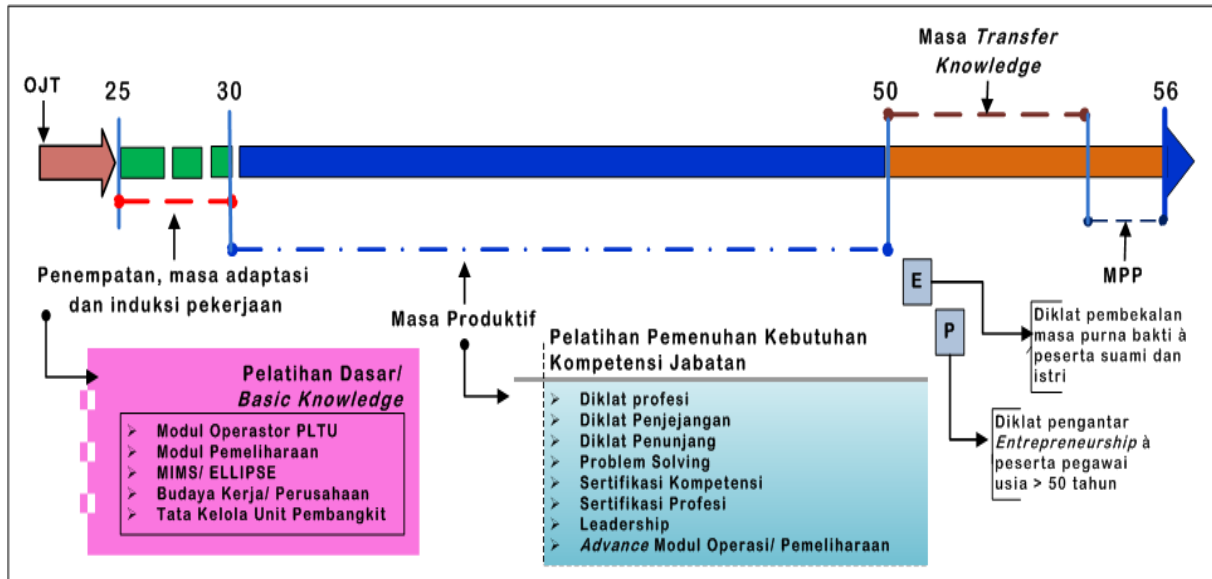 Masa Transfer
Knowledge
OJT
25
30
50
56
Penempatan, masa adaptasi
dan induksi pekerjaan
Masa Produktif
MPP
E
P
Diklat pembekalan
masa purna bakti à
peserta suami dan
istri
Diklat pengantar
Entrepreneurship à
peserta pegawai
usia > 50 tahun
Pelatihan Dasar/
Basic Knowledge
➢ Modul Operastor PLTU
➢ Modul Pemeliharaan
➢ MIMS/ ELLIPSE
➢ Budaya Kerja/ Perusahaan
➢ Tata Kelola Unit Pembangkit
Pelatihan Pemenuhan Kebutuhan
Kompetensi Jabatan
➢ Diklat profesi
➢ Diklat Penjejangan
➢ Diklat Penunjang
➢ Problem Solving
➢ Sertifikasi Kompetensi
➢ Sertifikasi Profesi
➢ Leadership
➢ Advance Modul Operasi/ Pemeliharaan